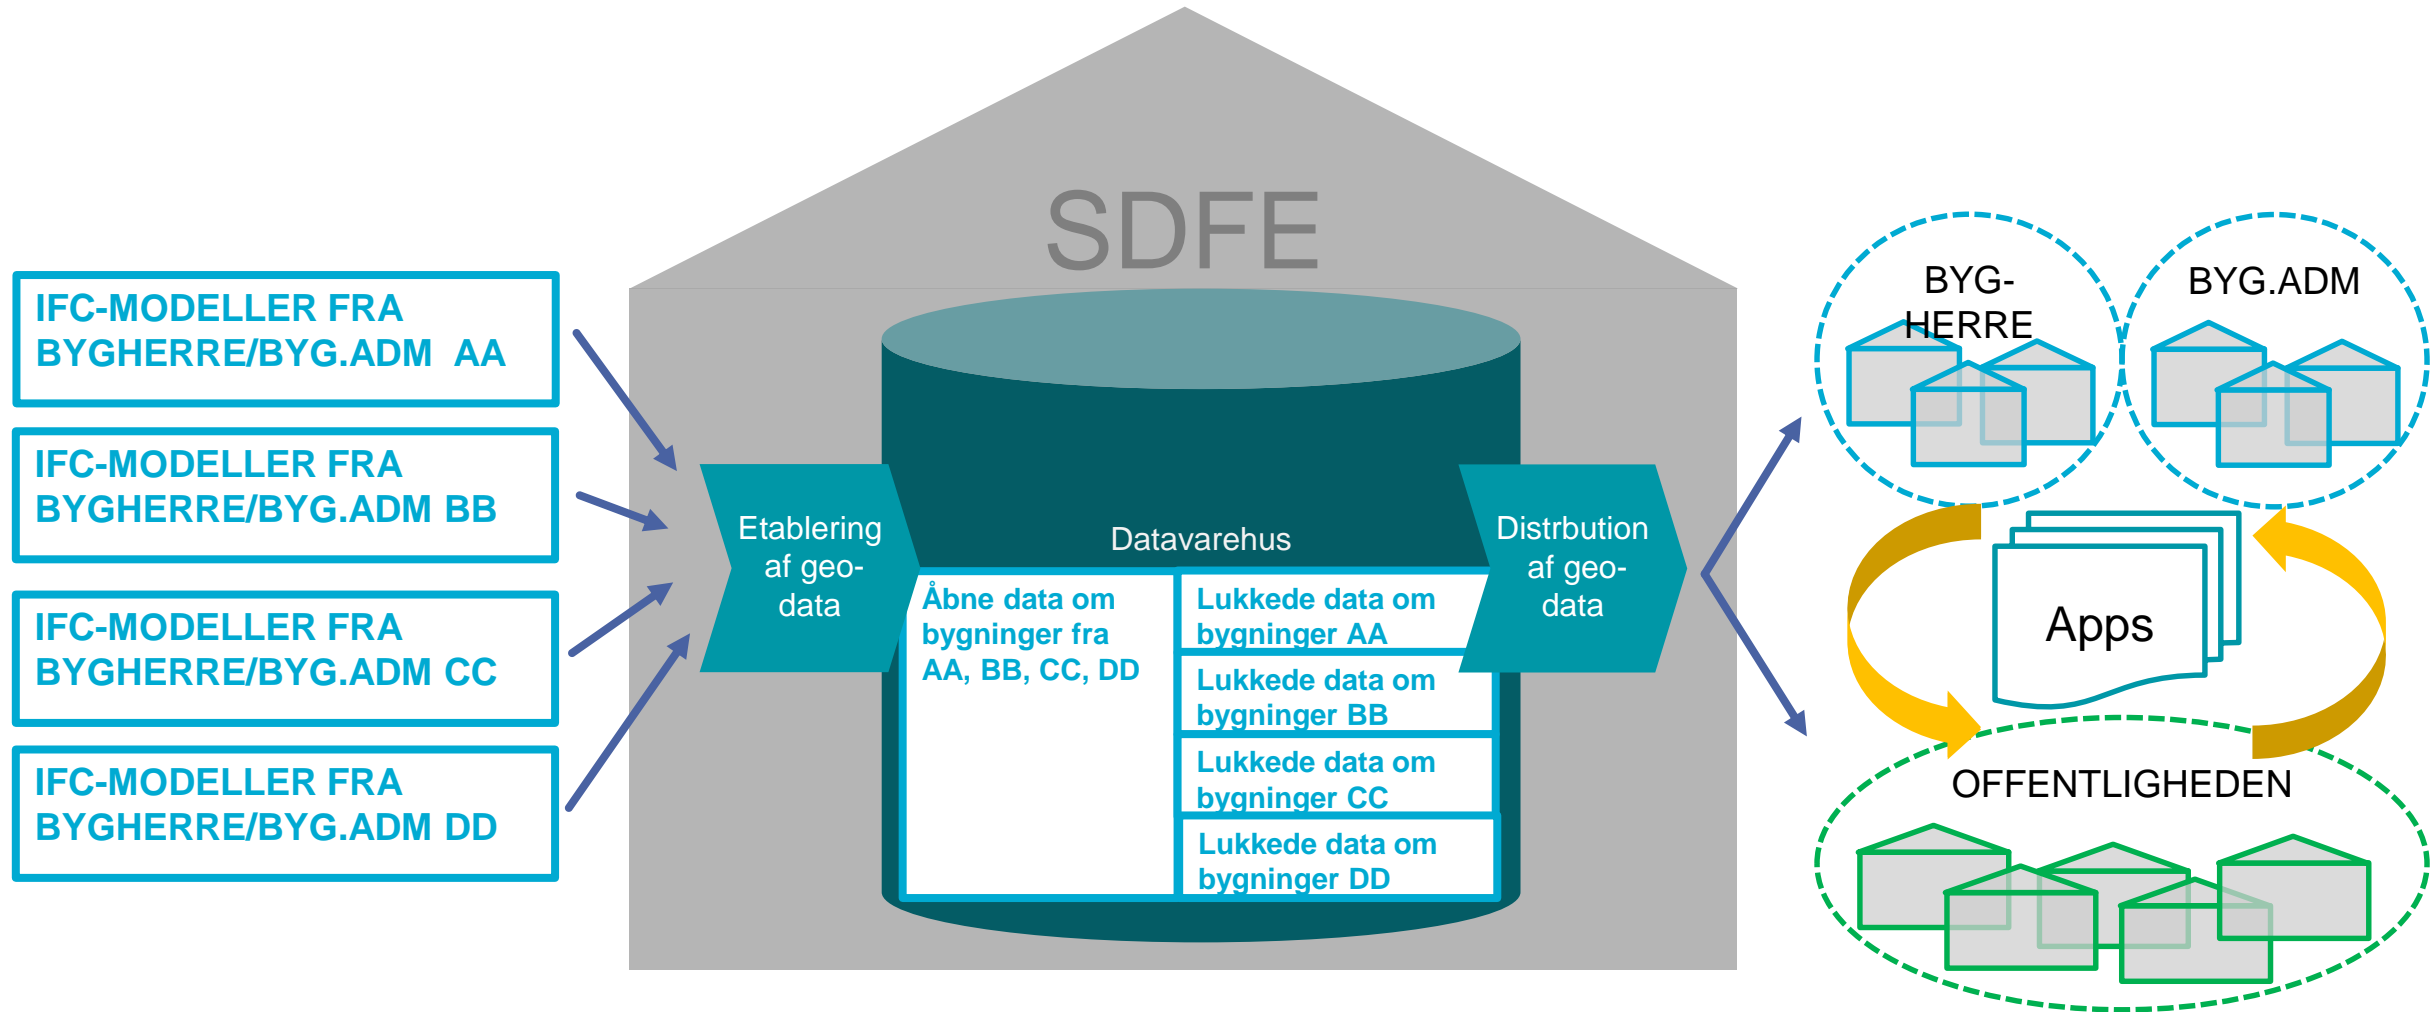 SDFE
IFC-MODELLER FRA
BYGHERRE/BYG.ADM  AA
IFC-MODELLER FRA
BYGHERRE/BYG.ADM BB
IFC-MODELLER FRA
BYGHERRE/BYG.ADM CC
IFC-MODELLER FRA
BYGHERRE/BYG.ADM DD
Etablering
af geo-
data
Datavarehus
Åbne data om
bygninger fra
AA, BB, CC, DD
Lukkede data om
bygninger AA
Lukkede data om
bygninger BB
Lukkede data om
bygninger CC
Lukkede data om
bygninger DD
Distrbution
af geo-
data
BYG-
HERRE
BYG.ADM
Apps
OFFENTLIGHEDEN